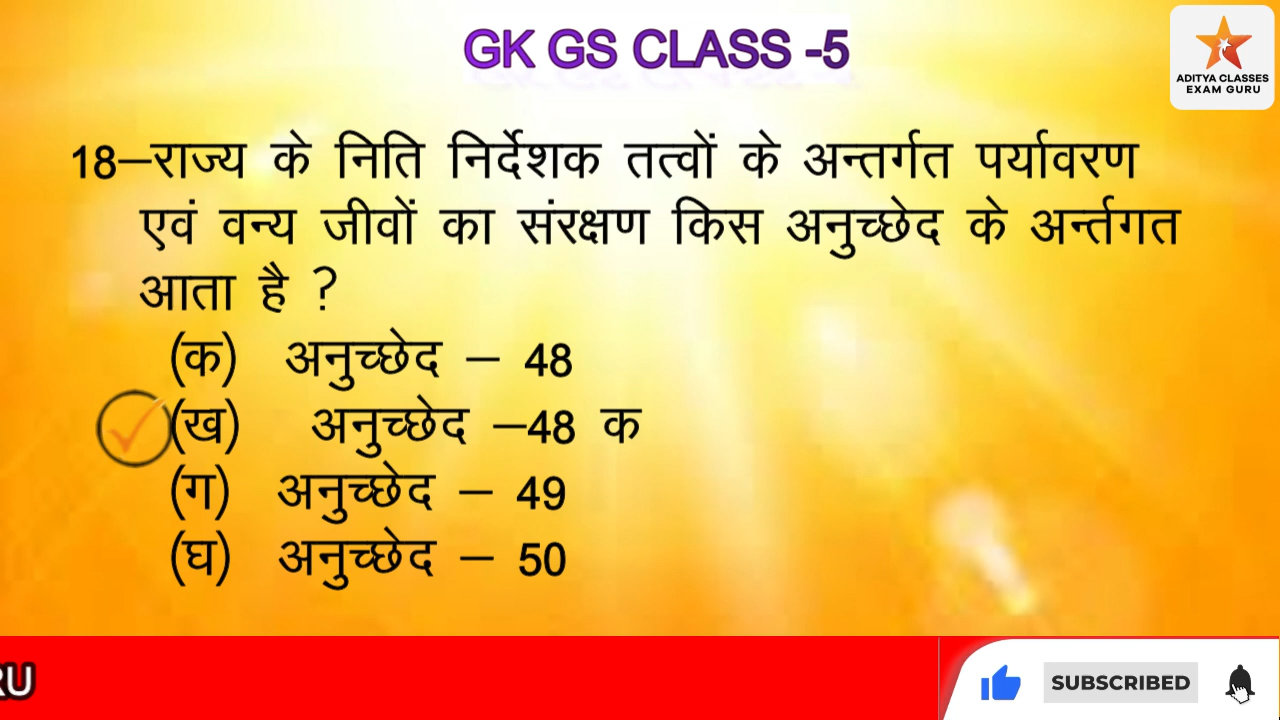 GK GS CLASS -5
ADITYA CLASSES
EXAM GURU
18–राज्य के निति निर्देशक तत्वों के अन्तर्गत पर्यावरण
एवं वन्य जीवों का संरक्षण किस अनुच्छेद के अर्न्तगत
आता है ?
(क) अनुच्छेद – 48
(ख) अनुच्छेद –48 क
(ग) अनुच्छेद – 49
(घ) अनुच्छेद – 50
RU
SUBSCRIBED